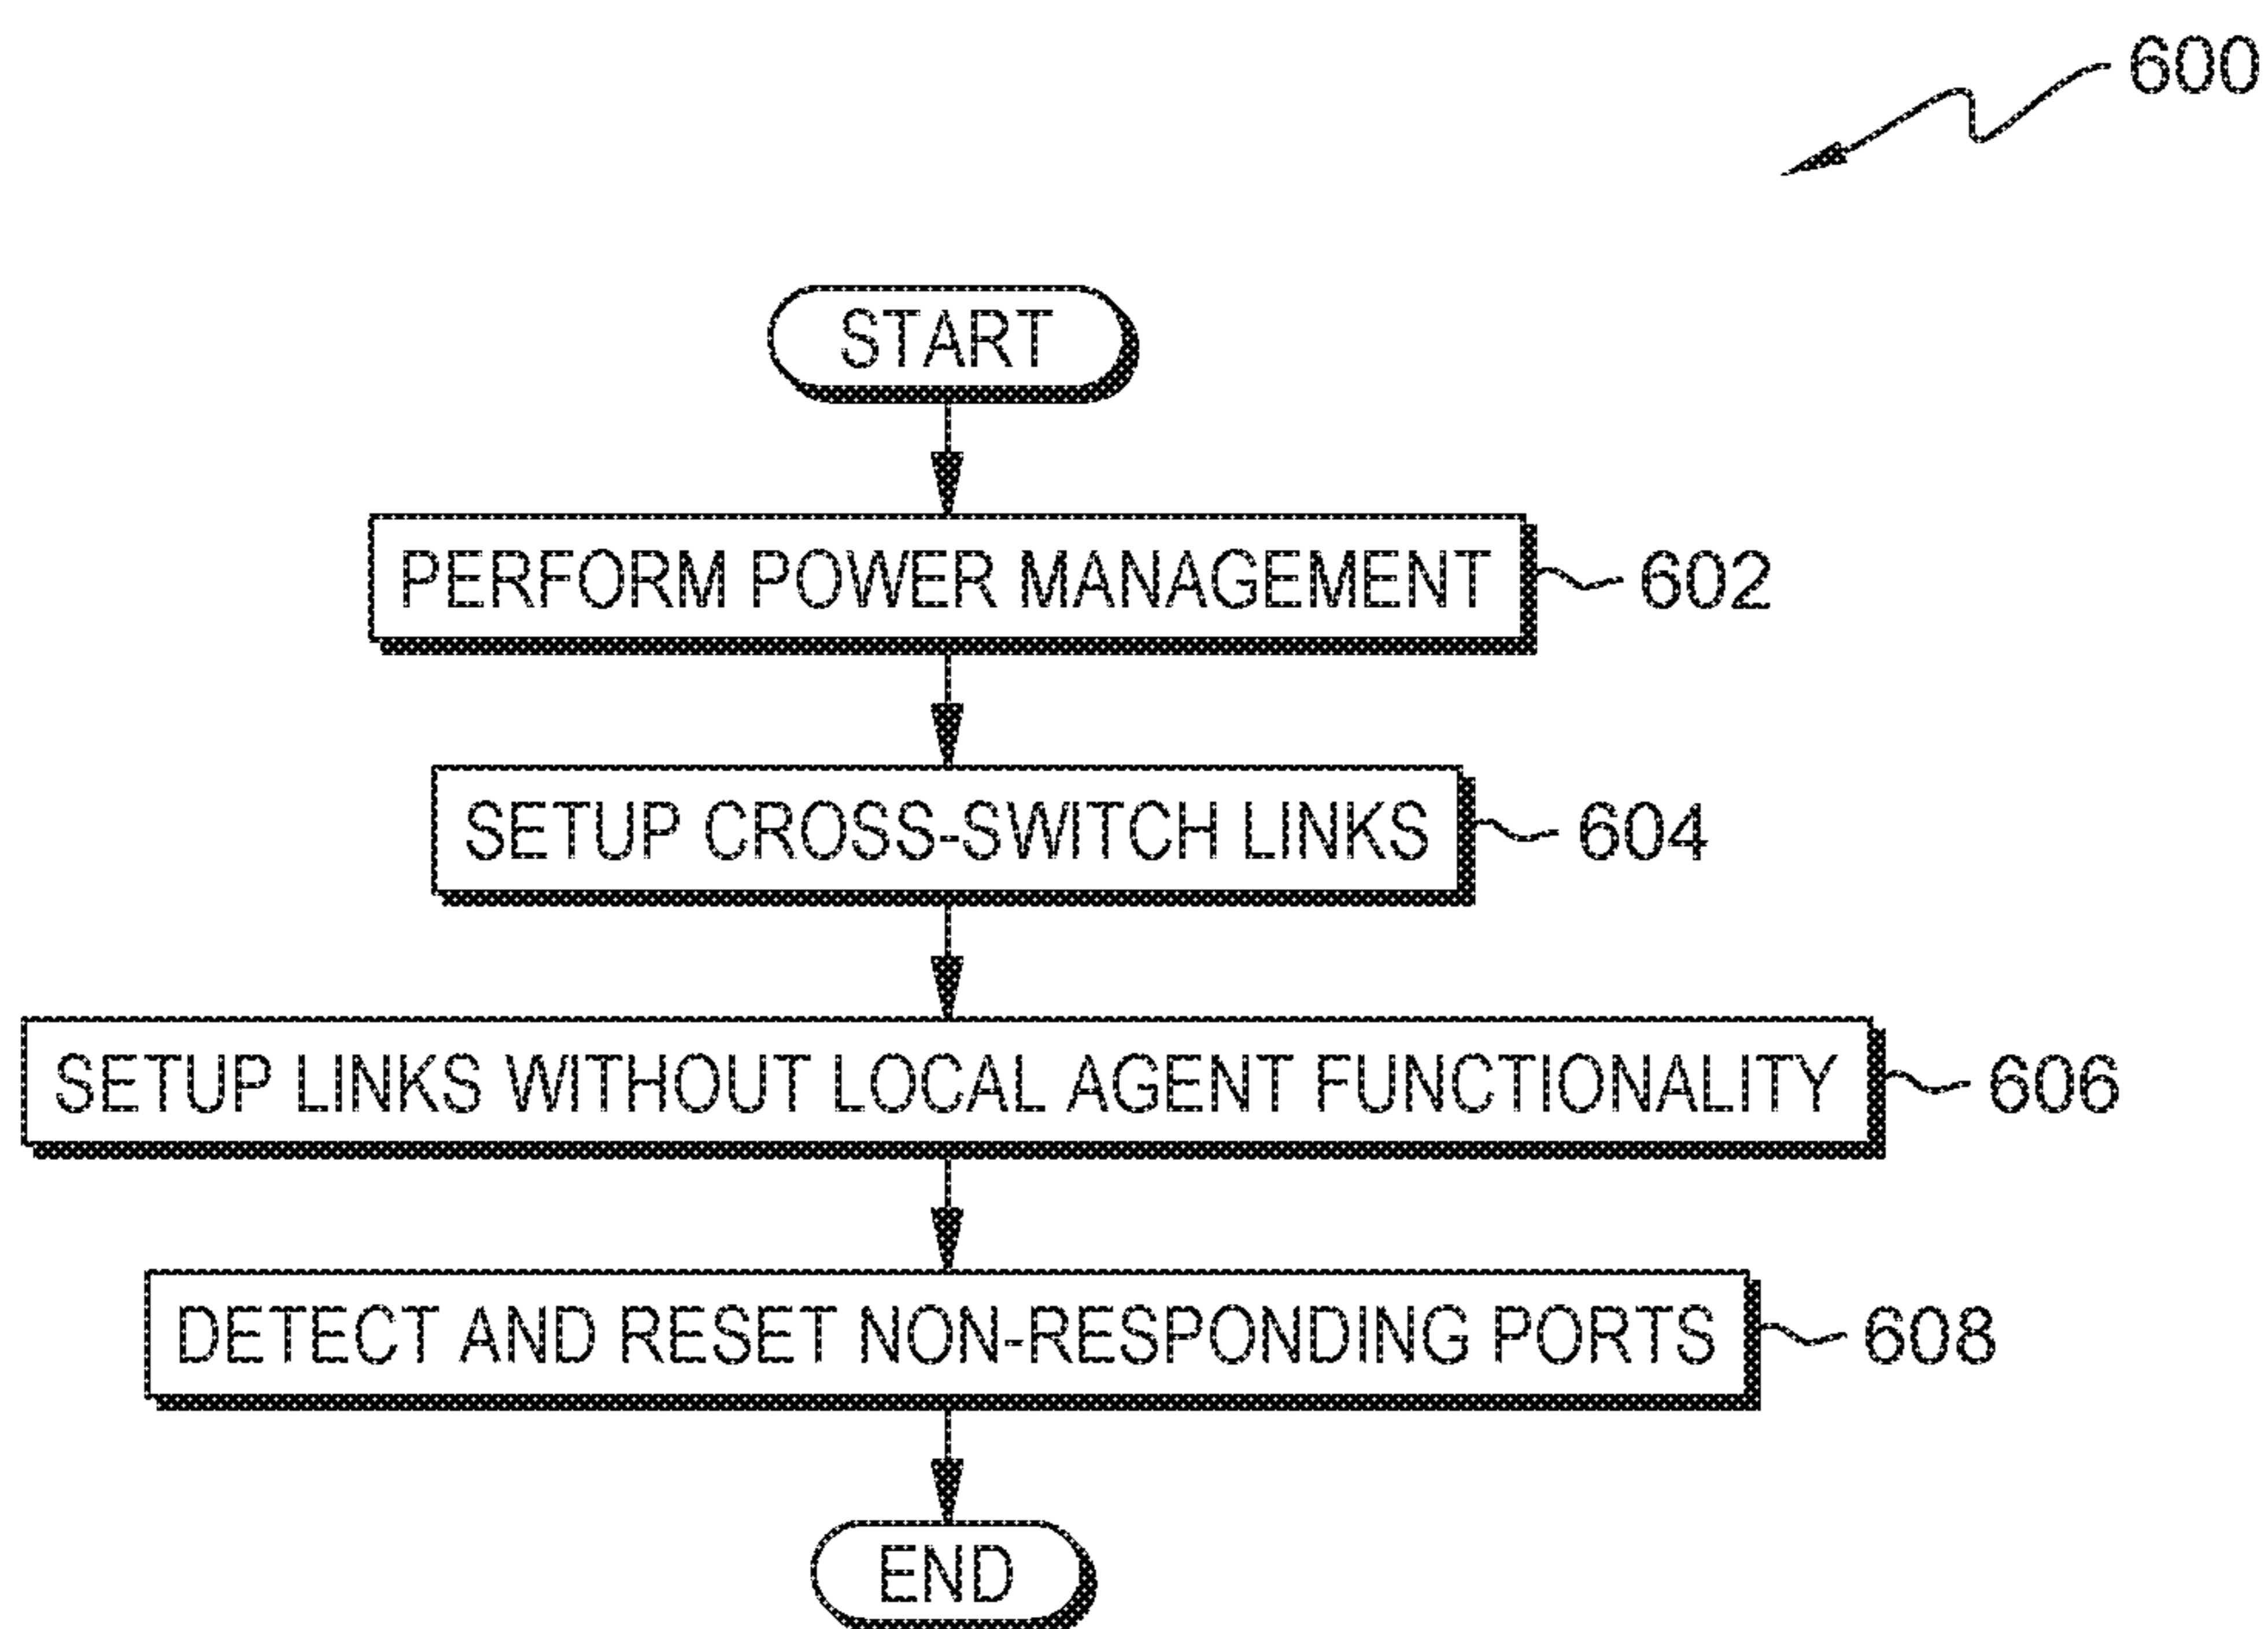 600
START
PERFORM POWER MANAGEMENT
602
SETUP CROSS-SWITCH LINKS
604
SETUP LINKS WITHOUT LOCAL AGENT FUNCTIONALITY
606
DETECT AND RESET NON-RESPONDING PORTS
608
END